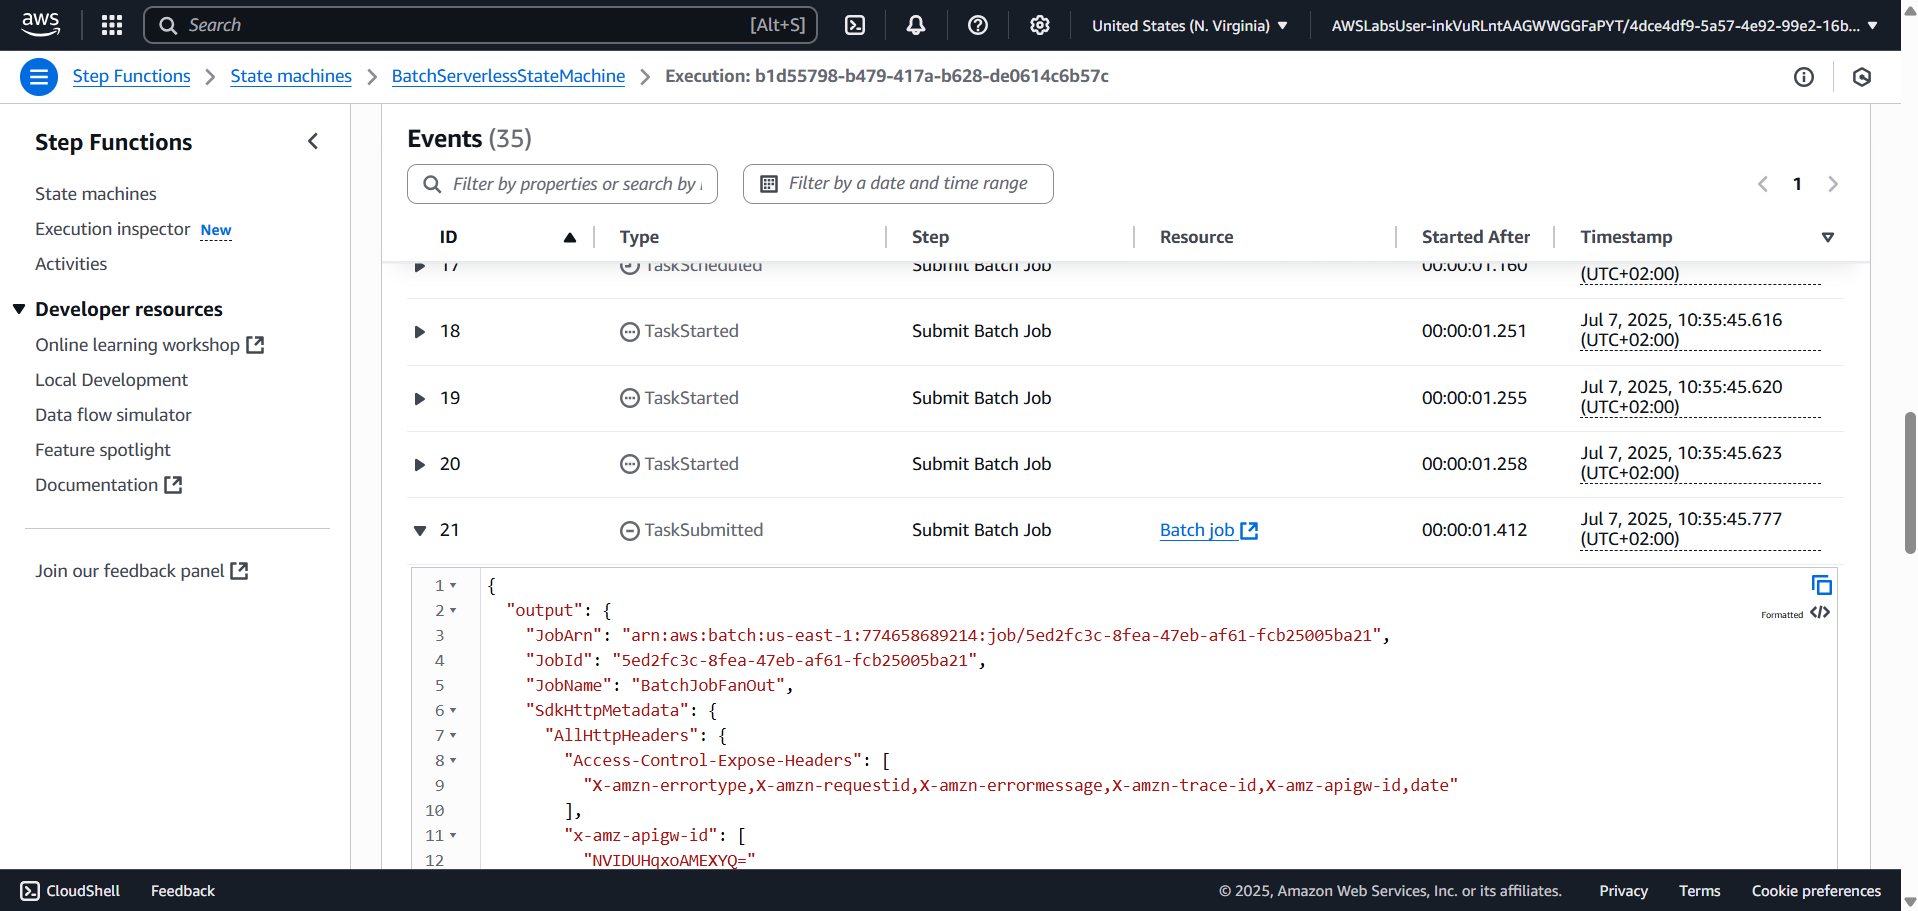 aws
Search [Alt+S]
United States (N. Virginia)
AWSLabsUser-inkVuRLntAAGWWGGFaPYT/4dce4df9-5a57-4e92-99e2-16b...
Step Functions
State machines
BatchServerlessStateMachine
Execution: b1d55798-b479-417a-b628-de0614c6b57c
Step Functions
State machines
Execution inspector New
Activities
Developer resources
Online learning workshop
Local Development
Data flow simulator
Feature spotlight
Documentation
Join our feedback panel
Events (35)
Filter by properties or search by
Filter by a date and time range
1
ID Type Step Resource Started After Timestamp
17 TaskScheduled Submit Batch Job 00:00:01.160 (UTC+02:00)
18 TaskStarted Submit Batch Job 00:00:01.251 Jul 7, 2025, 10:35:45.616
(UTC+02:00)
19 TaskStarted Submit Batch Job 00:00:01.255 Jul 7, 2025, 10:35:45.620
(UTC+02:00)
20 TaskStarted Submit Batch Job 00:00:01.258 Jul 7, 2025, 10:35:45.623
(UTC+02:00)
21 TaskSubmitted Submit Batch Job Batch job 00:00:01.412 Jul 7, 2025, 10:35:45.777
(UTC+02:00)
Formatted
1 {
2 "output": {
3 "JobArn": "arn:aws:batch:us-east-1:774658689214:job/5ed2fc3c-8fea-47eb-af61-fcb25005ba21",
4 "JobId": "5ed2fc3c-8fea-47eb-af61-fcb25005ba21",
5 "JobName": "BatchJobFanOut",
6 "SdkHttpMetadata": {
7 "AllHttpHeaders": {
8 "Access-Control-Expose-Headers": [
9 "X-amzn-errortype,X-amzn-requestid,X-amzn-errormessage,X-amzn-trace-id,X-amz-apigw-id,date"
10 ],
11 "x-amz-apigw-id": [
12 "NVIDUHqxoAMEXYQ="
CloudShell
Feedback
© 2025, Amazon Web Services, Inc. or its affiliates.
Privacy
Terms
Cookie preferences